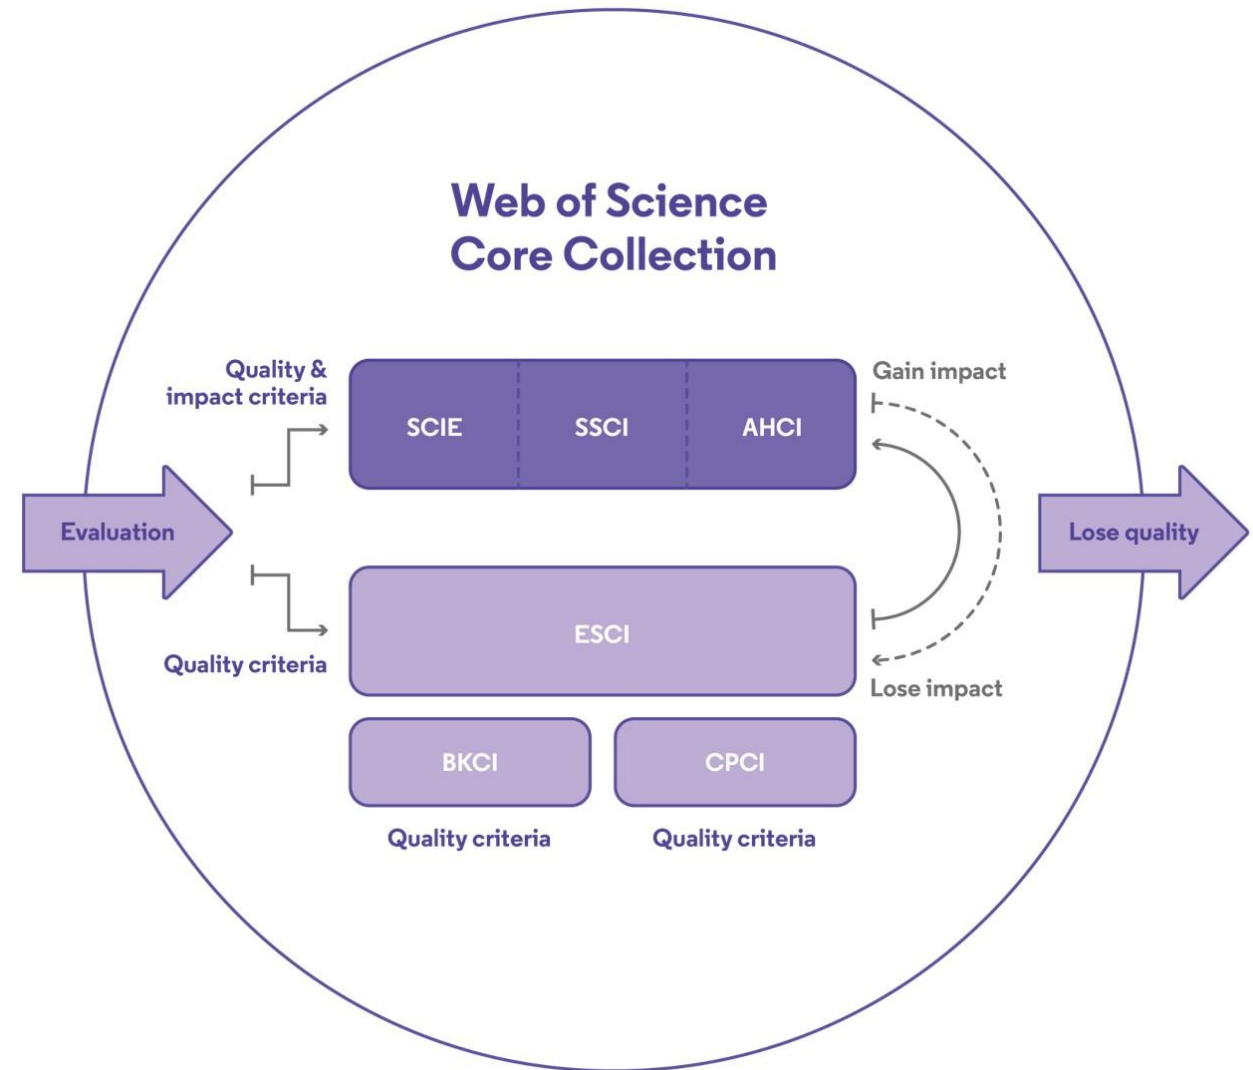 Web of Science
Core Collection
Quality &
impact criteria
SCIE
SSCI
AHCI
Gain impact
Evaluation
Lose quality
Quality criteria
ESCI
Lose impact
BKCI
CPCI
Quality criteria
Quality criteria